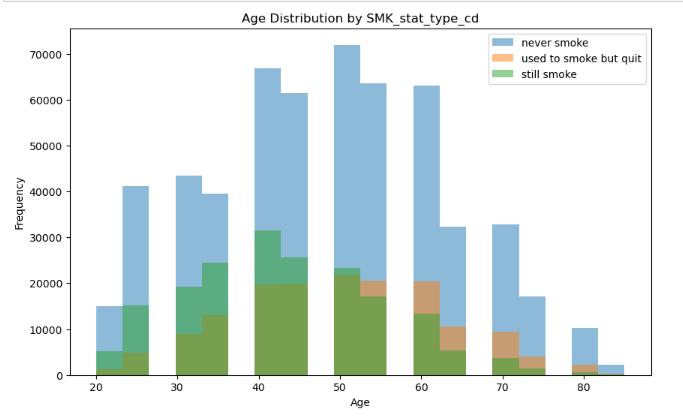 Age Distribution by SMK_stat_type_cd
never smoke
used to smoke but quit
still smoke
70000
60000
50000
40000
30000
20000
10000
0
Frequency
20 30 40 50 60 70 80
Age